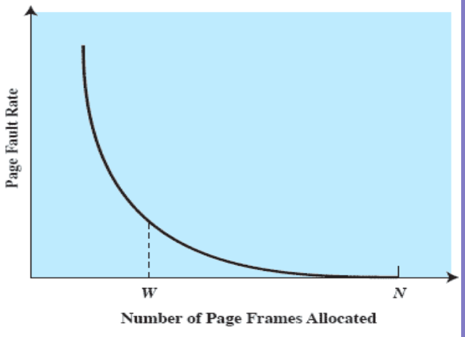 Page Fault Rate
W
N
Number of Page Frames Allocated